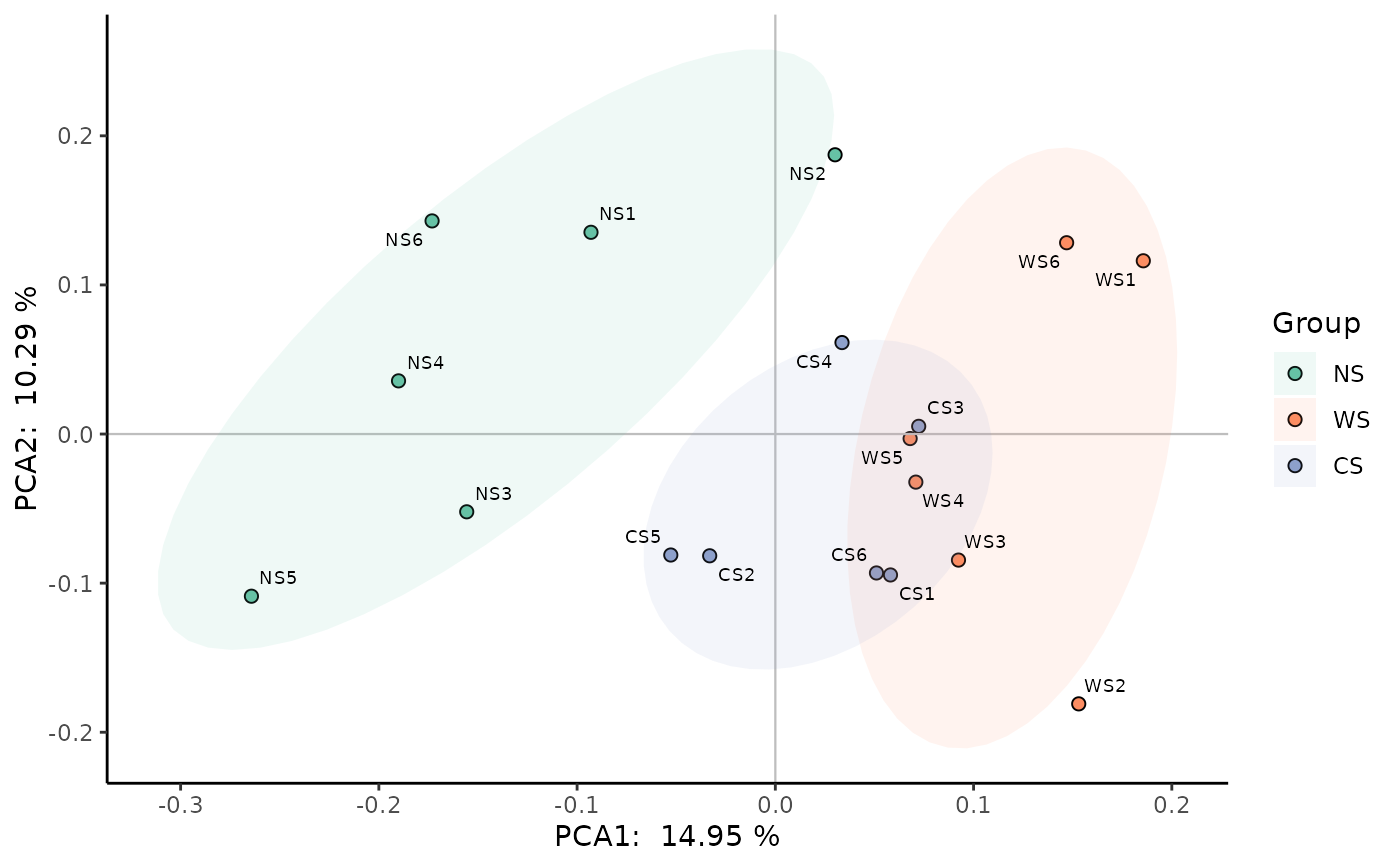 0.2
0.1
0.0
-0.1
-0.2
PCA2: 10.29 %
NS2
NS1
NS6
WS6
WS1
NS4
CS4
CS3
WS5
NS3
WS4
CS5
WS3
CS6
CS2
NS5
CS1
WS2
-0.3
-0.2
-0.1
0.0
0.1
0.2
PCA1: 14.95 %
Group
NS
WS
CS